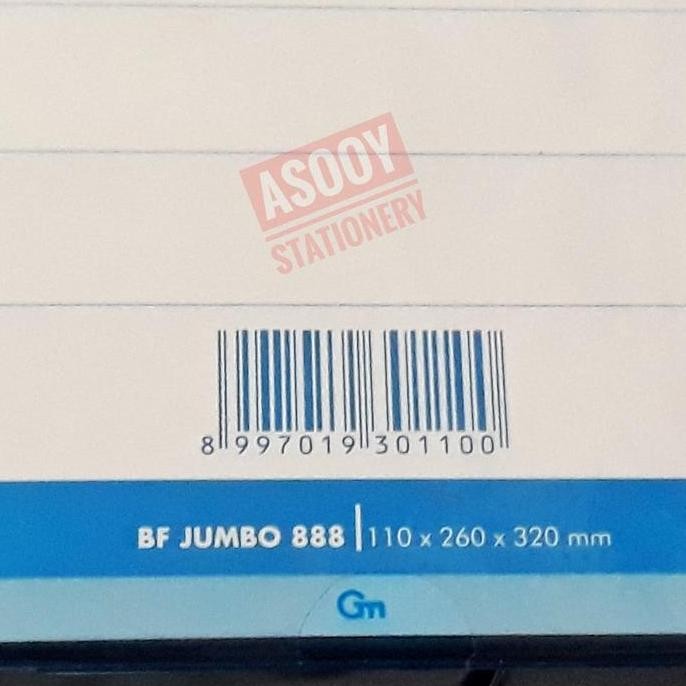 ASOOY
STATIONERY
8 997019 301100
BF JUMBO 888 | 110 x 260 x 320 mm
Gm